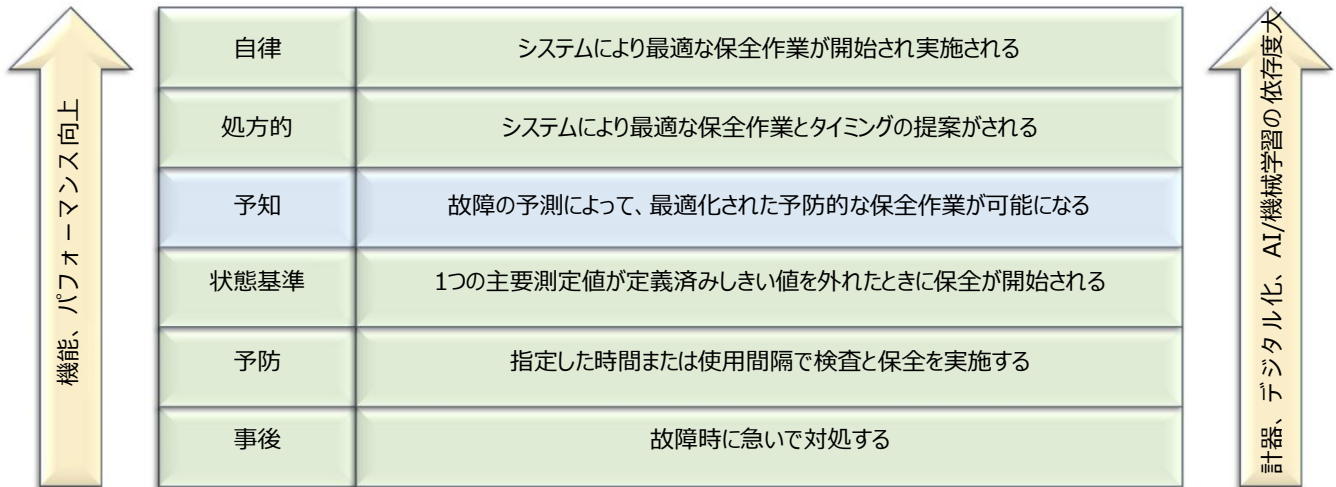 機能、パフォーマンス向上
自律 システムにより最適な保全作業が開始され実施される
処方的 システムにより最適な保全作業とタイミングの提案がされる
予知 故障の予測によって、最適化された予防的な保全作業が可能になる
状態基準 1つの主要測定値が定義済みしきい値を外れたときに保全が開始される
予防 指定した時間または使用間隔で検査と保全を実施する
事後 故障時に急いで対処する
計器、デジタル化、AI/機械学習の依存度大